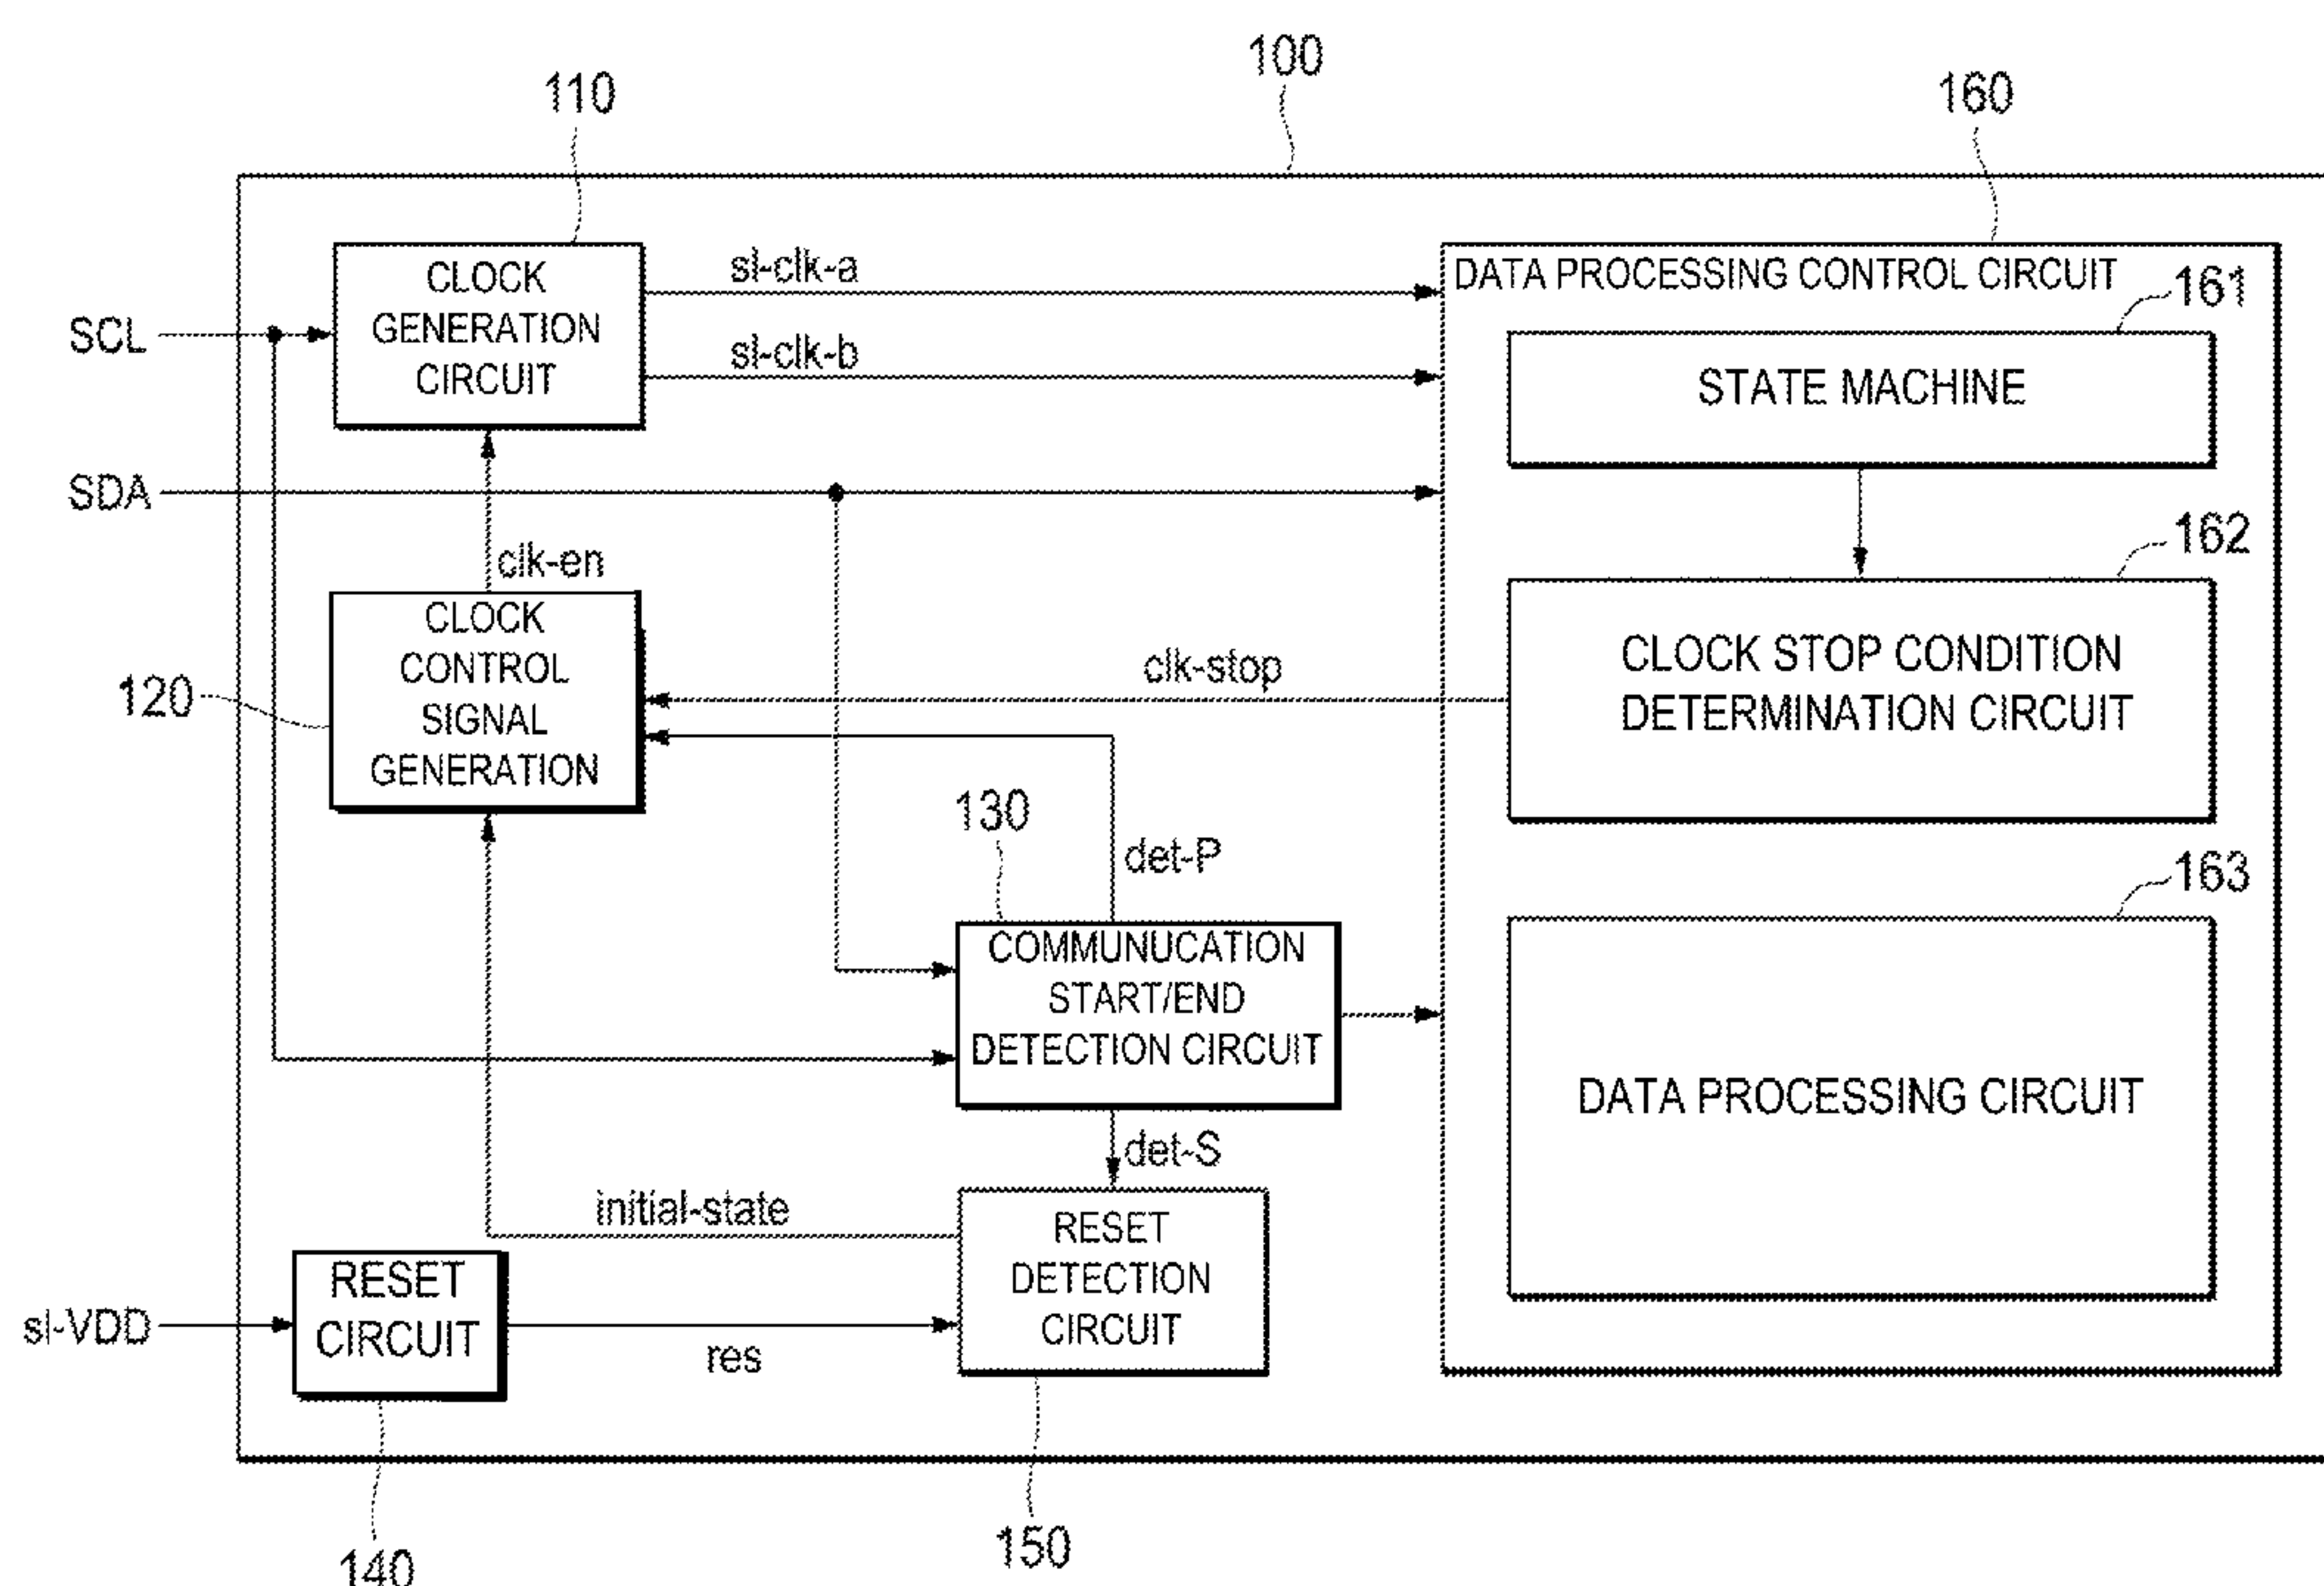 100
110
160
CLOCK
GENERATION
CIRCUIT
sl-clk-a
sl-clk-b
SCL
DATA PROCESSING CONTROL CIRCUIT
161
STATE MACHINE
SDA
clk-en
162
CLOCK
CONTROL
SIGNAL
GENERATION
120
clk-stop
CLOCK STOP CONDITION
DETERMINATION CIRCUIT
130
det-P
163
COMMUNUCATION
START/END
DETECTION CIRCUIT
DATA PROCESSING CIRCUIT
det-S
initial-state
RESET
DETECTION
CIRCUIT
sl-VDD
RESET
CIRCUIT
res
150
140